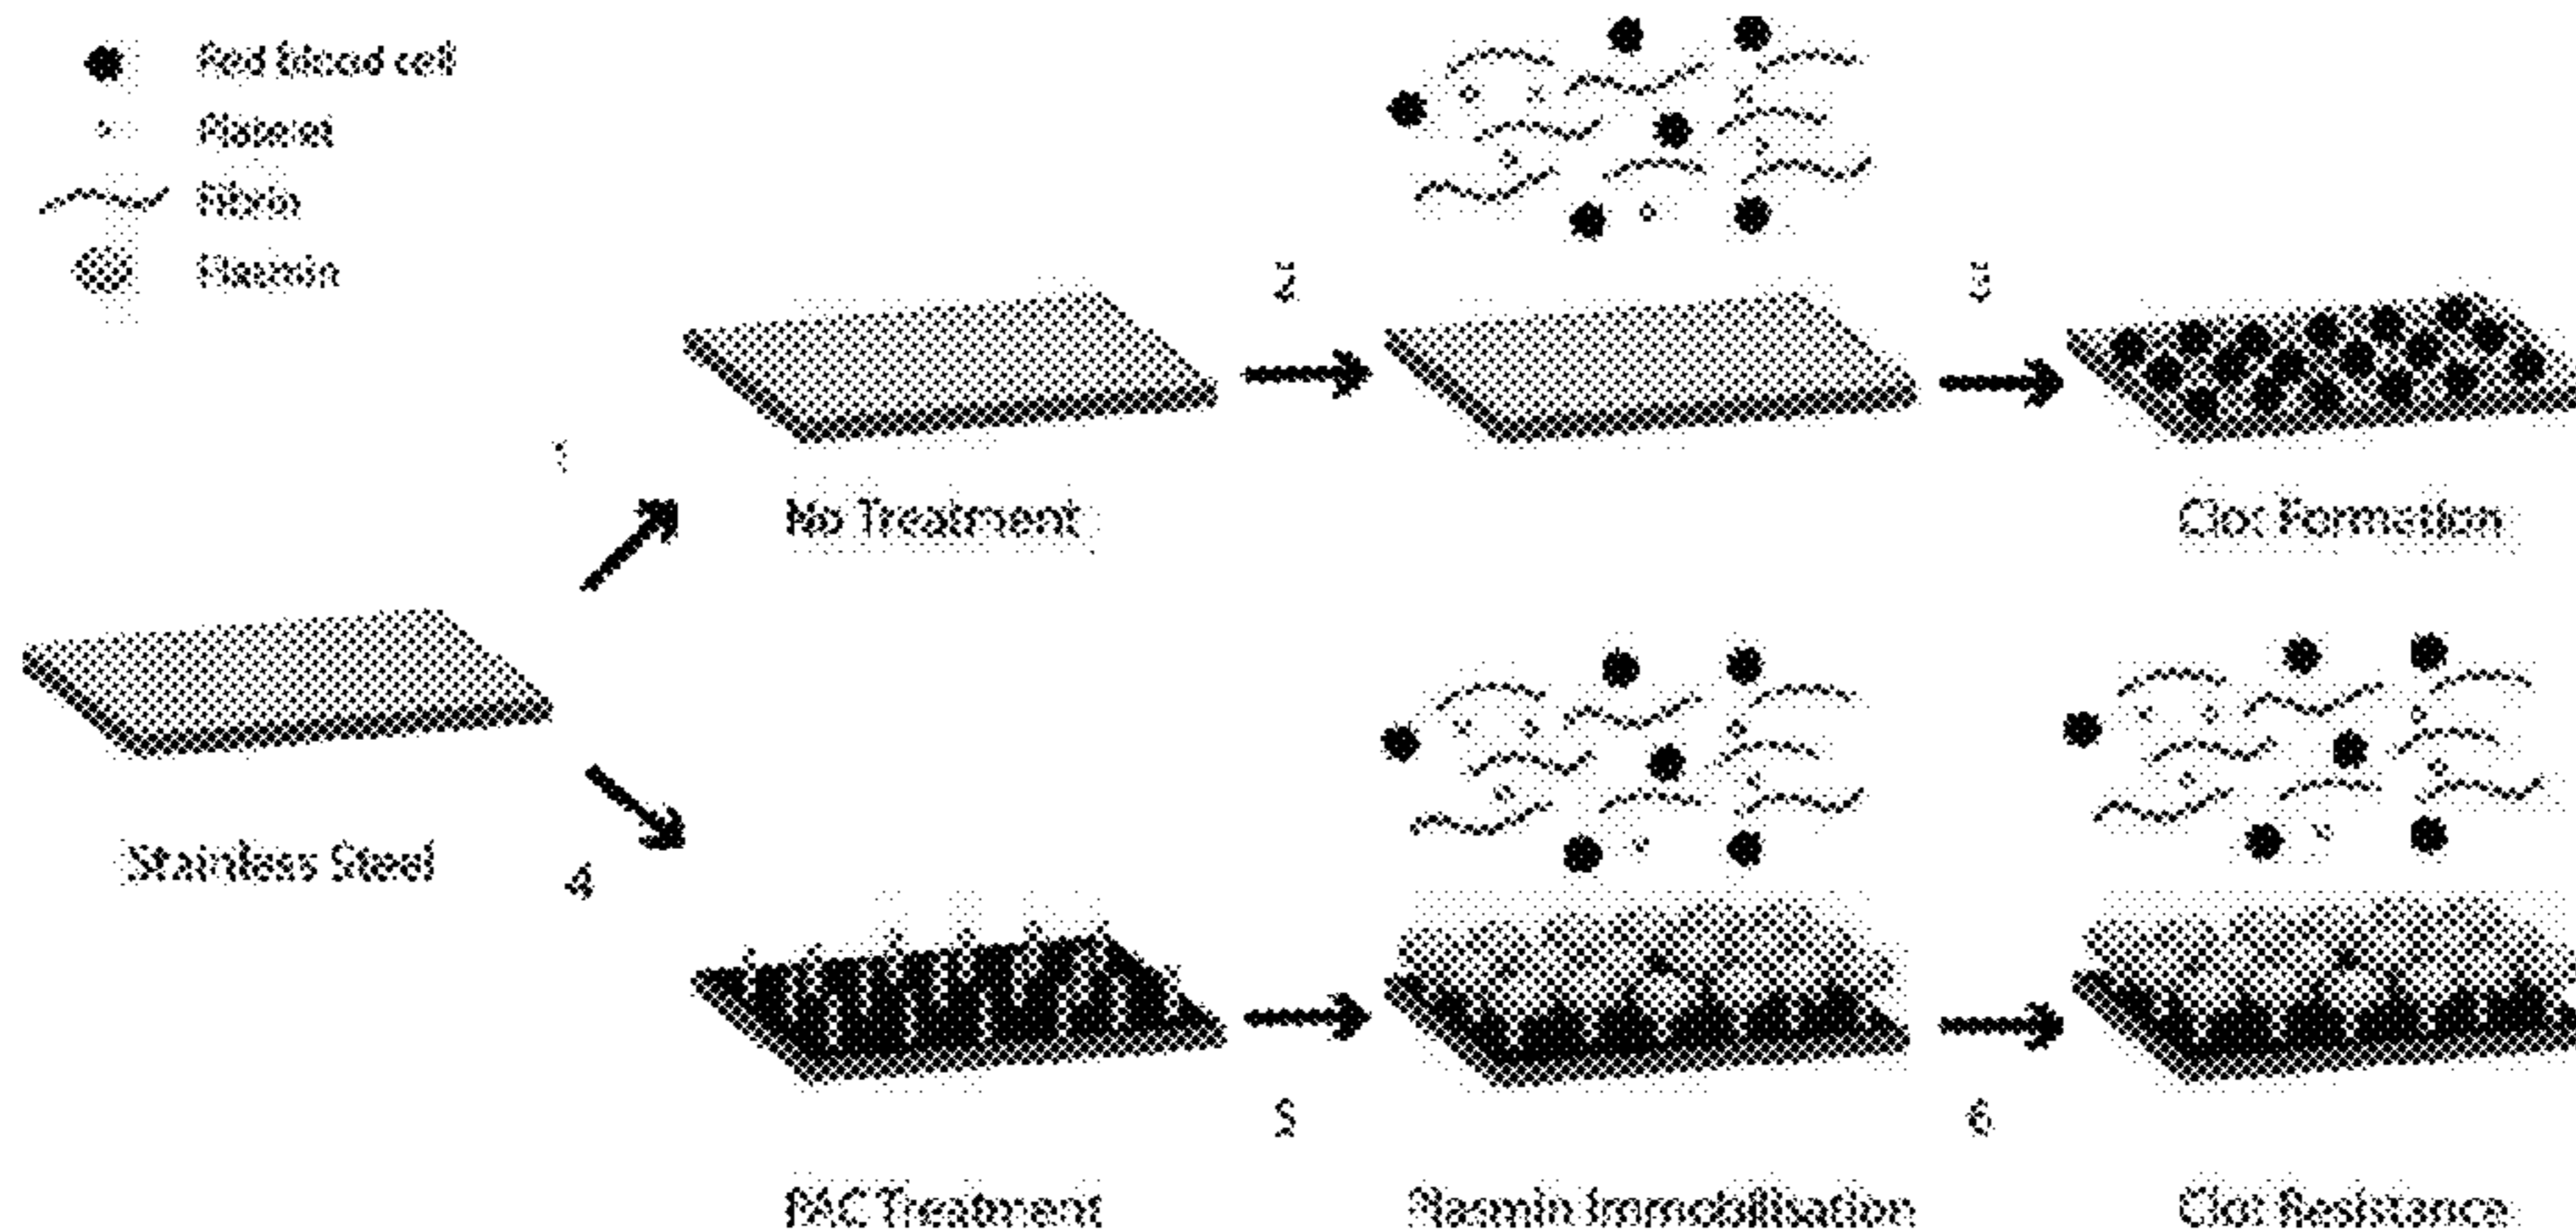 Red blood cell
Platelet
Fibrin
Plasmin
2
3
1
No Treatment
Clot Formation
Stainless Steel
4
5
6
PAC Treatment
Plasmin Immobilisation
Clot Resistance